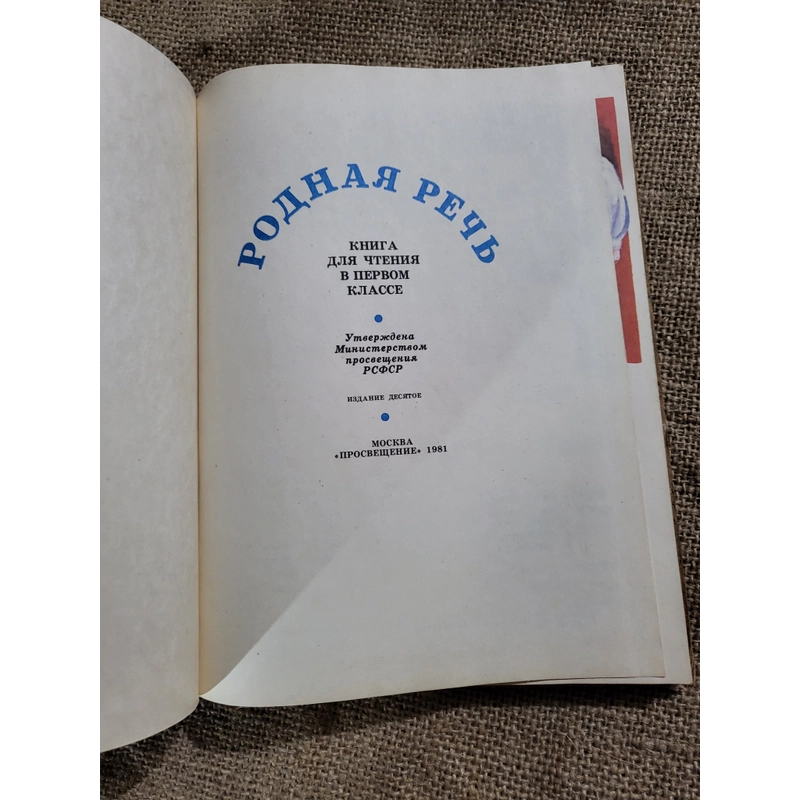 РОДНАЯ РЕЧЬ
КНИГА
ДЛЯ ЧТЕНИЯ
В ПЕРВОМ
КЛАССЕ
Утверждена
Министерством
просвещения
РСФСР
ИЗДАНИЕ ДЕСЯТОЕ
МОСКВА
«ПРОСВЕЩЕНИЕ» 1981